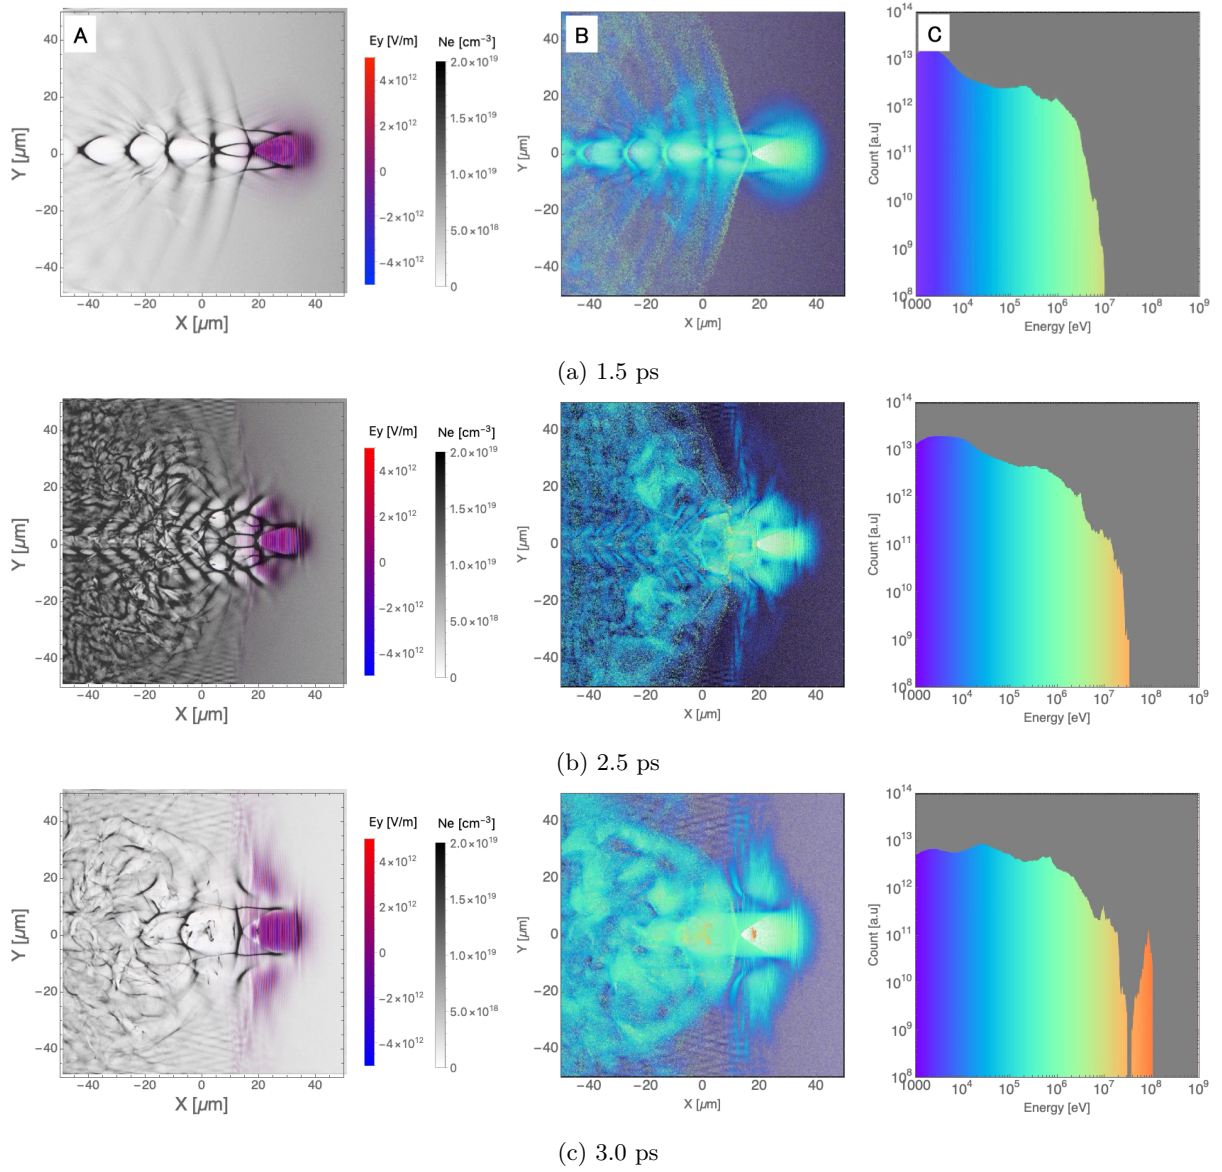 A
Ey [V/m]
Ne [cm⁻³]
40
20
0
−20
−40
Y [µm]
−40 −20 0 20 40
X [µm]
4×10¹²
2×10¹²
0
−2×10¹²
−4×10¹²
2.0×10¹⁹
1.5×10¹⁹
1.0×10¹⁹
5.0×10¹⁸
0
B
40
20
0
−20
−40
Y [µm]
−40 −20 0 20 40
X [µm]
C
10¹⁴
10¹³
10¹²
10¹¹
10¹⁰
10⁹
10⁸
Count [a.u]
1000 10⁴ 10⁵ 10⁶ 10⁷ 10⁸ 10⁹
Energy [eV]
(a) 1.5 ps
Ey [V/m]
Ne [cm⁻³]
40
20
0
−20
−40
Y [µm]
−40 −20 0 20 40
X [µm]
4×10¹²
2×10¹²
0
−2×10¹²
−4×10¹²
2.0×10¹⁹
1.5×10¹⁹
1.0×10¹⁹
5.0×10¹⁸
0
40
20
0
−20
−40
Y [µm]
−40 −20 0 20 40
X [µm]
10¹⁴
10¹³
10¹²
10¹¹
10¹⁰
10⁹
10⁸
Count [a.u]
1000 10⁴ 10⁵ 10⁶ 10⁷ 10⁸ 10⁹
Energy [eV]
(b) 2.5 ps
Ey [V/m]
Ne [cm⁻³]
40
20
0
−20
−40
Y [µm]
−40 −20 0 20 40
X [µm]
4×10¹²
2×10¹²
0
−2×10¹²
−4×10¹²
2.0×10¹⁹
1.5×10¹⁹
1.0×10¹⁹
5.0×10¹⁸
0
40
20
0
−20
−40
Y [µm]
−40 −20 0 20 40
X [µm]
10¹⁴
10¹³
10¹²
10¹¹
10¹⁰
10⁹
10⁸
Count [a.u]
1000 10⁴ 10⁵ 10⁶ 10⁷ 10⁸ 10⁹
Energy [eV]
(c) 3.0 ps